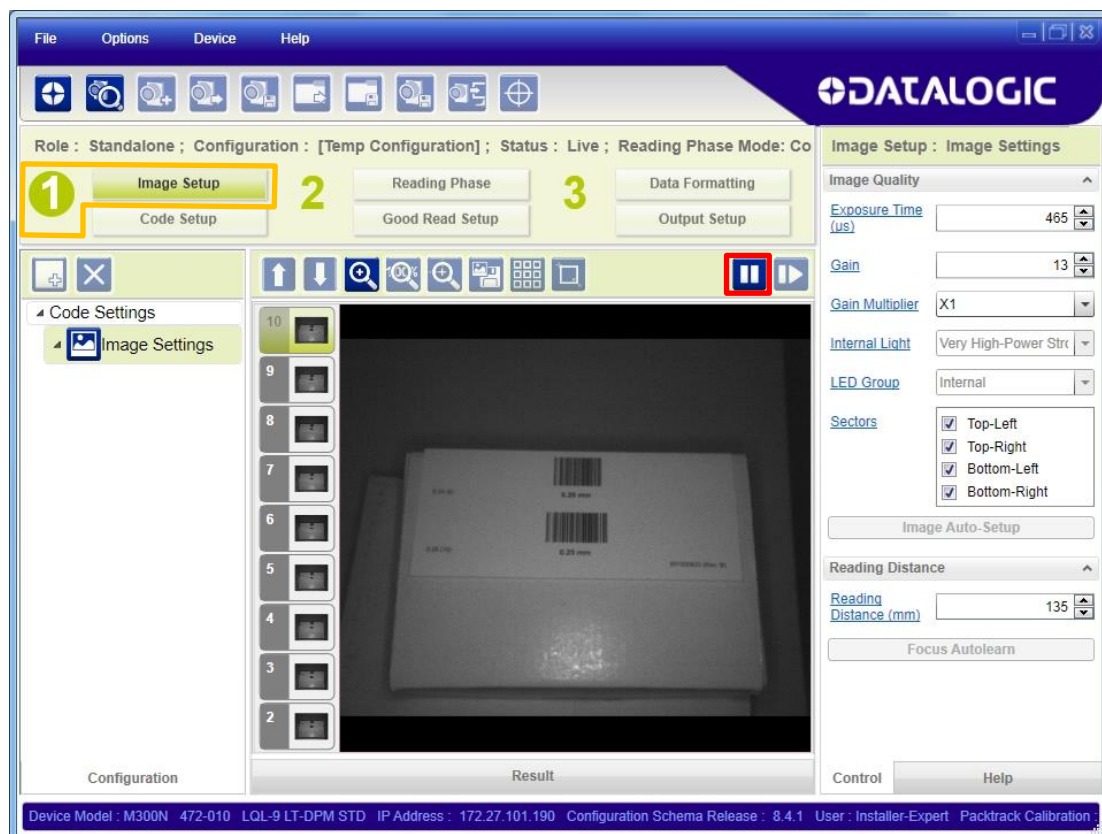 File Options Device Help
DATALOGIC
Role : Standalone ; Configuration : [Temp Configuration] ; Status : Live ; Reading Phase Mode: Co
1 Image Setup
Code Setup
2 Reading Phase
Good Read Setup
3 Data Formatting
Output Setup
Code Settings
Image Settings
Configuration
100%
10
9
8
7
6
5
4
3
2
0.20 mm
0.25 mm
Result
Image Setup : Image Settings
Image Quality
Exposure Time (µs) 465
Gain 13
Gain Multiplier X1
Internal Light Very High-Power Stro
LED Group Internal
Sectors Top-Left
Top-Right
Bottom-Left
Bottom-Right
Image Auto-Setup
Reading Distance
Reading
Distance (mm) 135
Focus Autolearn
Control Help
Device Model : M300N 472-010 LQL-9 LT-DPM STD IP Address : 172.27.101.190 Configuration Schema Release : 8.4.1 User : Installer-Expert Packtrack Calibration :